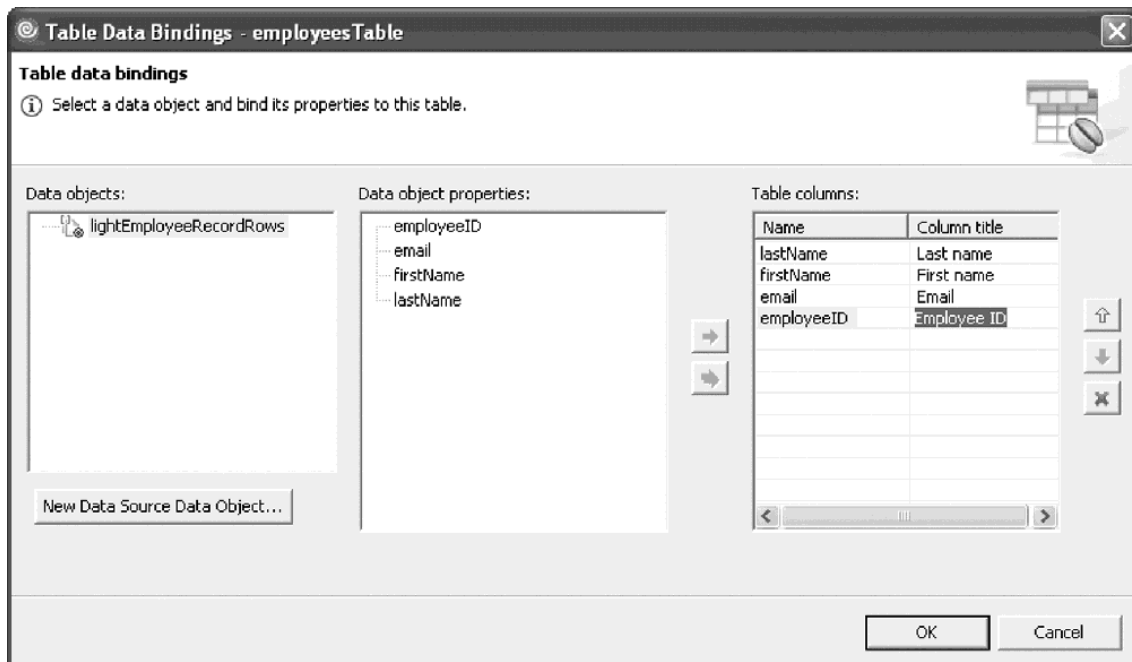 Table Data Bindings - employeesTable
Table data bindings
Select a data object and bind its properties to this table.
Data objects:
lightEmployeeRecordRows
New Data Source Data Object...
Data object properties:
employeeID
email
firstName
lastName
Table columns:
Name Column title
lastName Last name
firstName First name
email Email
employeeID Employee ID
OK Cancel